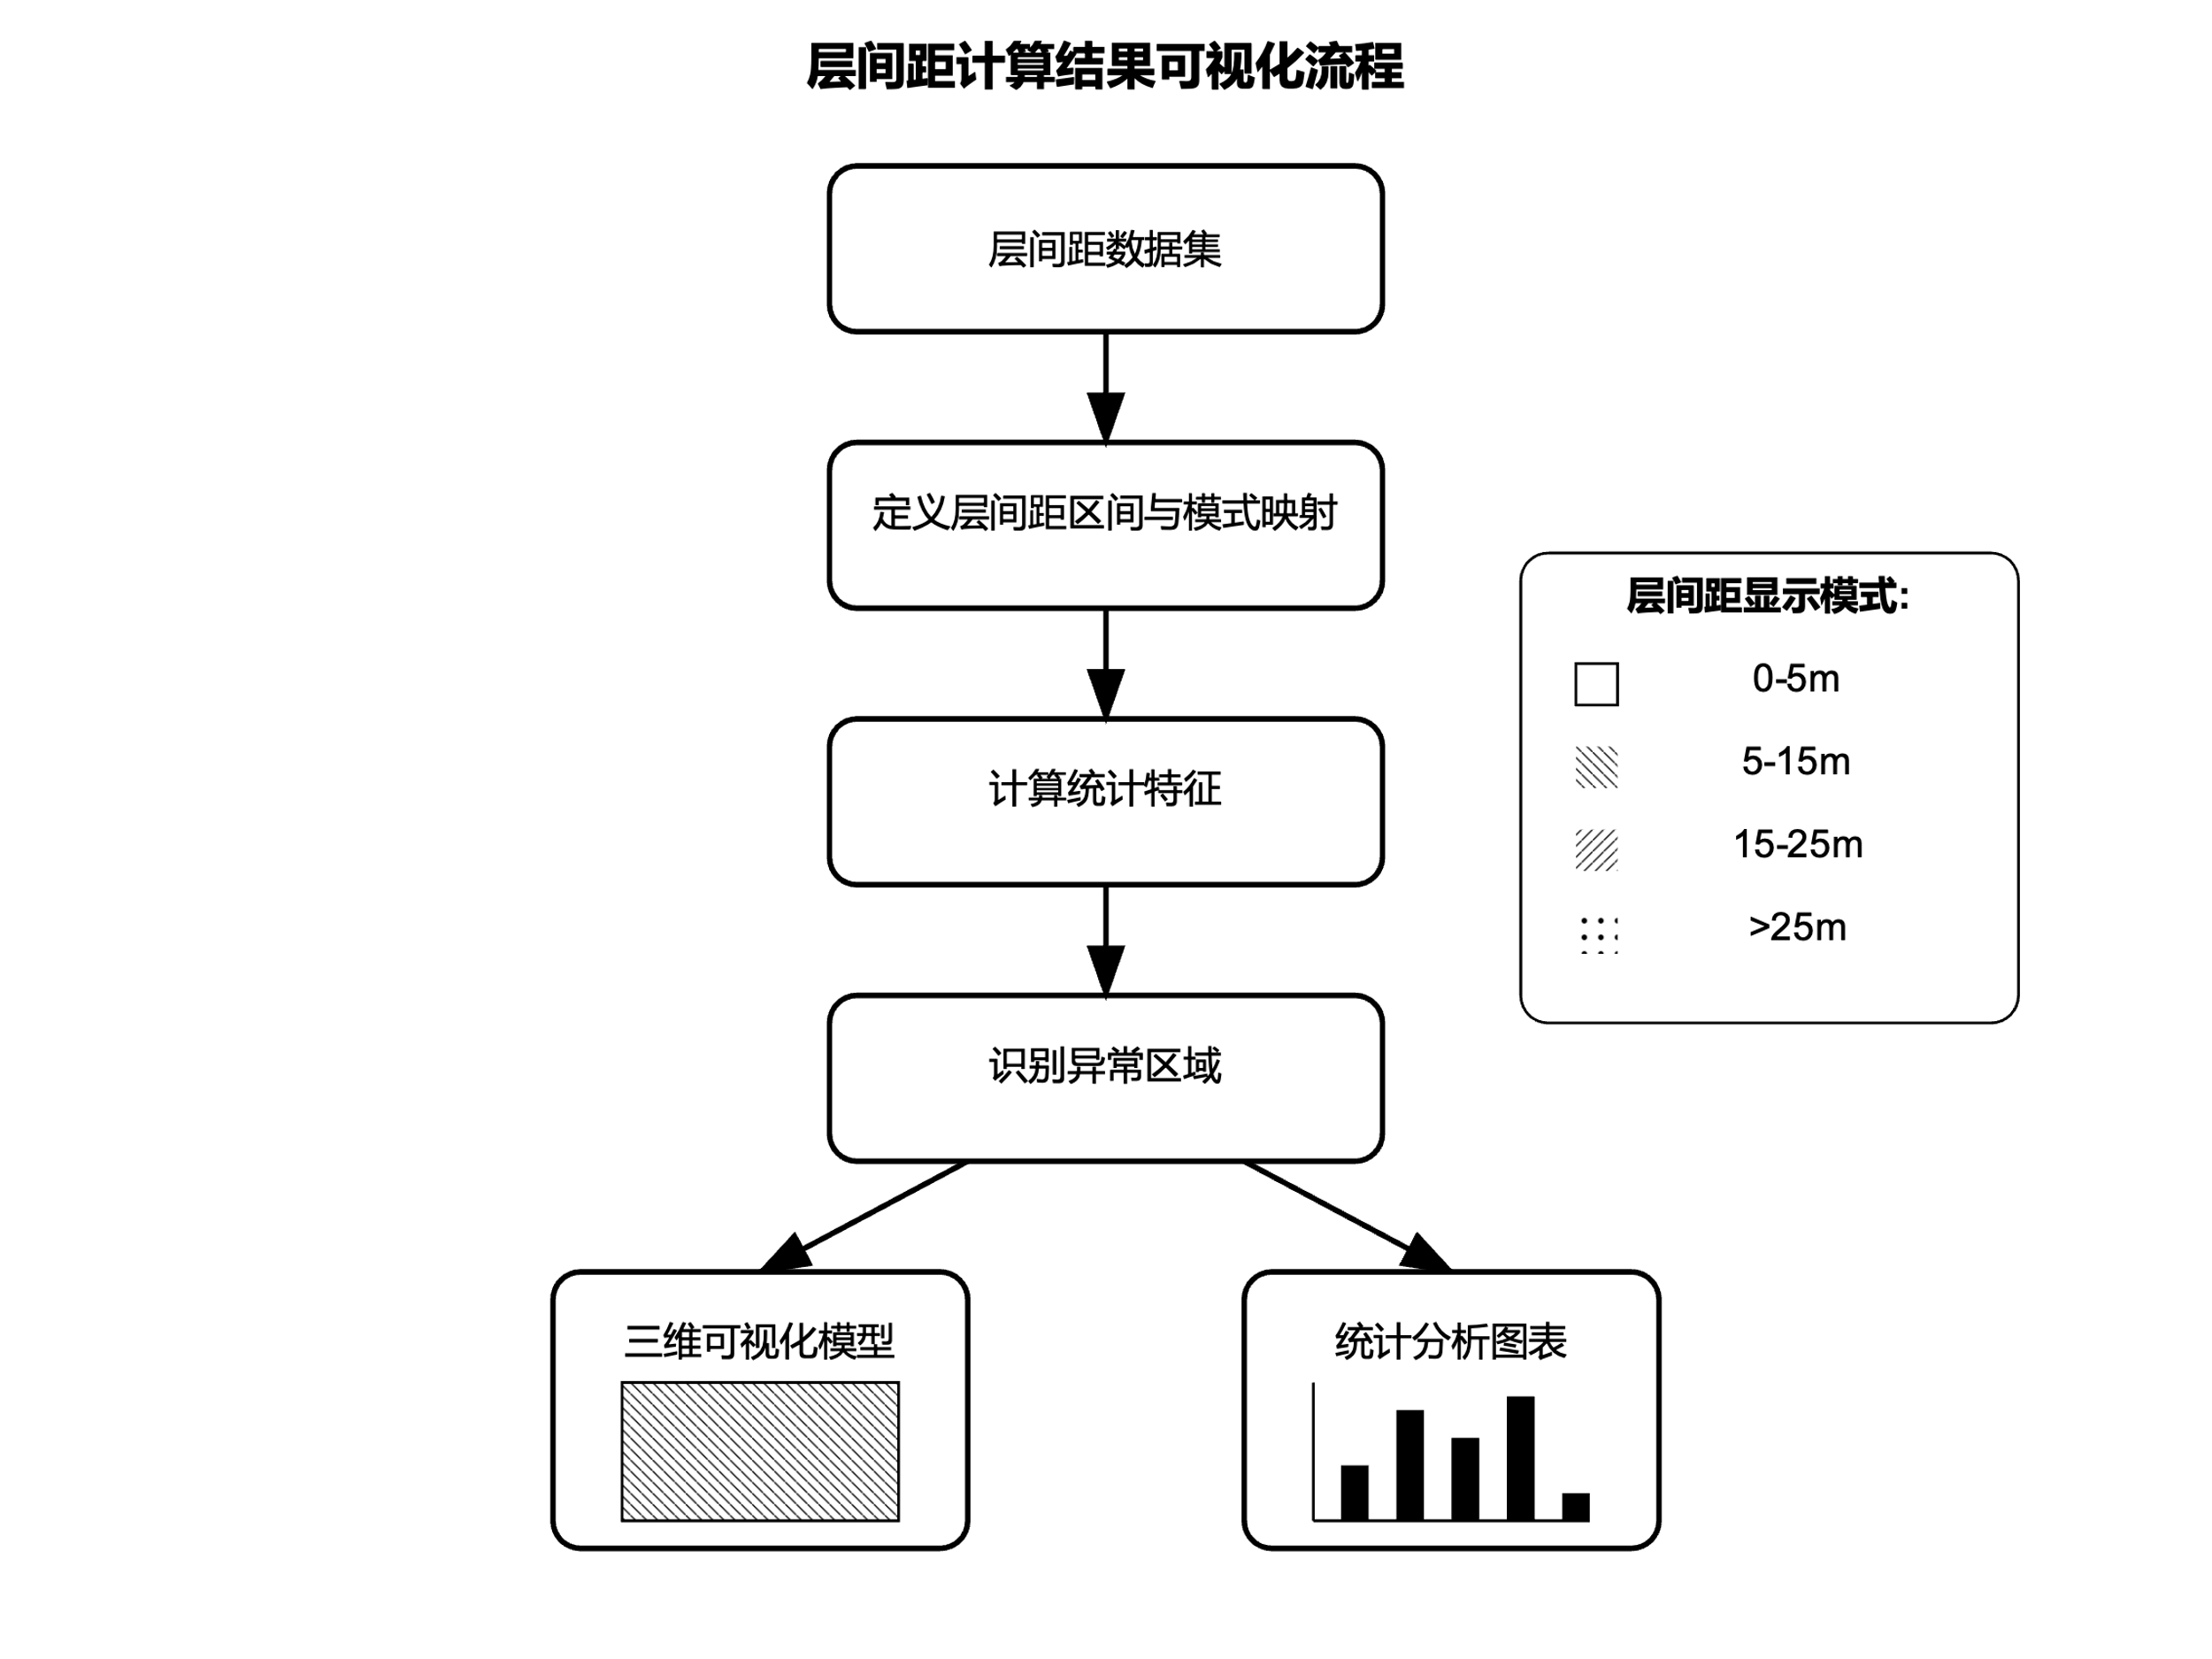 层间距计算结果可视化流程
层间距数据集
定义层间距区间与模式映射
计算统计特征
识别异常区域
三维可视化模型
统计分析图表
层间距显示模式:
0-5m
5-15m
15-25m
>25m